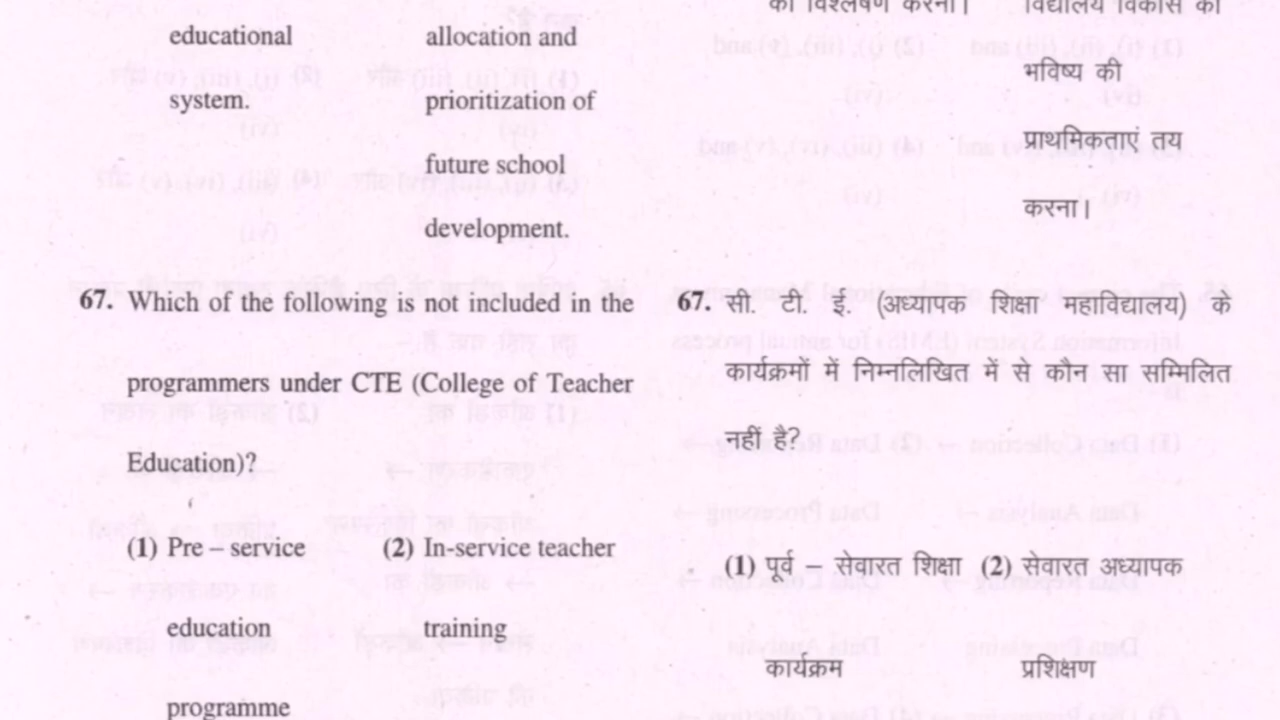 educational allocation and
system. prioritization of
future school
development.
67. Which of the following is not included in the
programmers under CTE (College of Teacher
Education)?
(1) Pre – service (2) In-service teacher
education training
programme
का विश्लेषण करना। विद्यालय विकास की
भविष्य की
प्राथमिकताएं तय
करना।
67. सी. टी. ई. (अध्यापक शिक्षा महाविद्यालय) के
कार्यक्रमों में निम्नलिखित में से कौन सा सम्मिलित
नहीं है?
(1) पूर्व – सेवारत शिक्षा (2) सेवारत अध्यापक
कार्यक्रम प्रशिक्षण